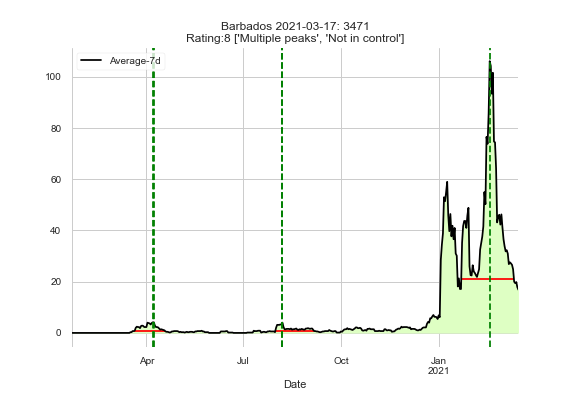 Barbados 2021-03-17: 3471
Rating:8 ['Multiple peaks', 'Not in control']
Average-7d
100
80
60
40
20
0
Apr
Jul
Oct
Jan
2021
Date